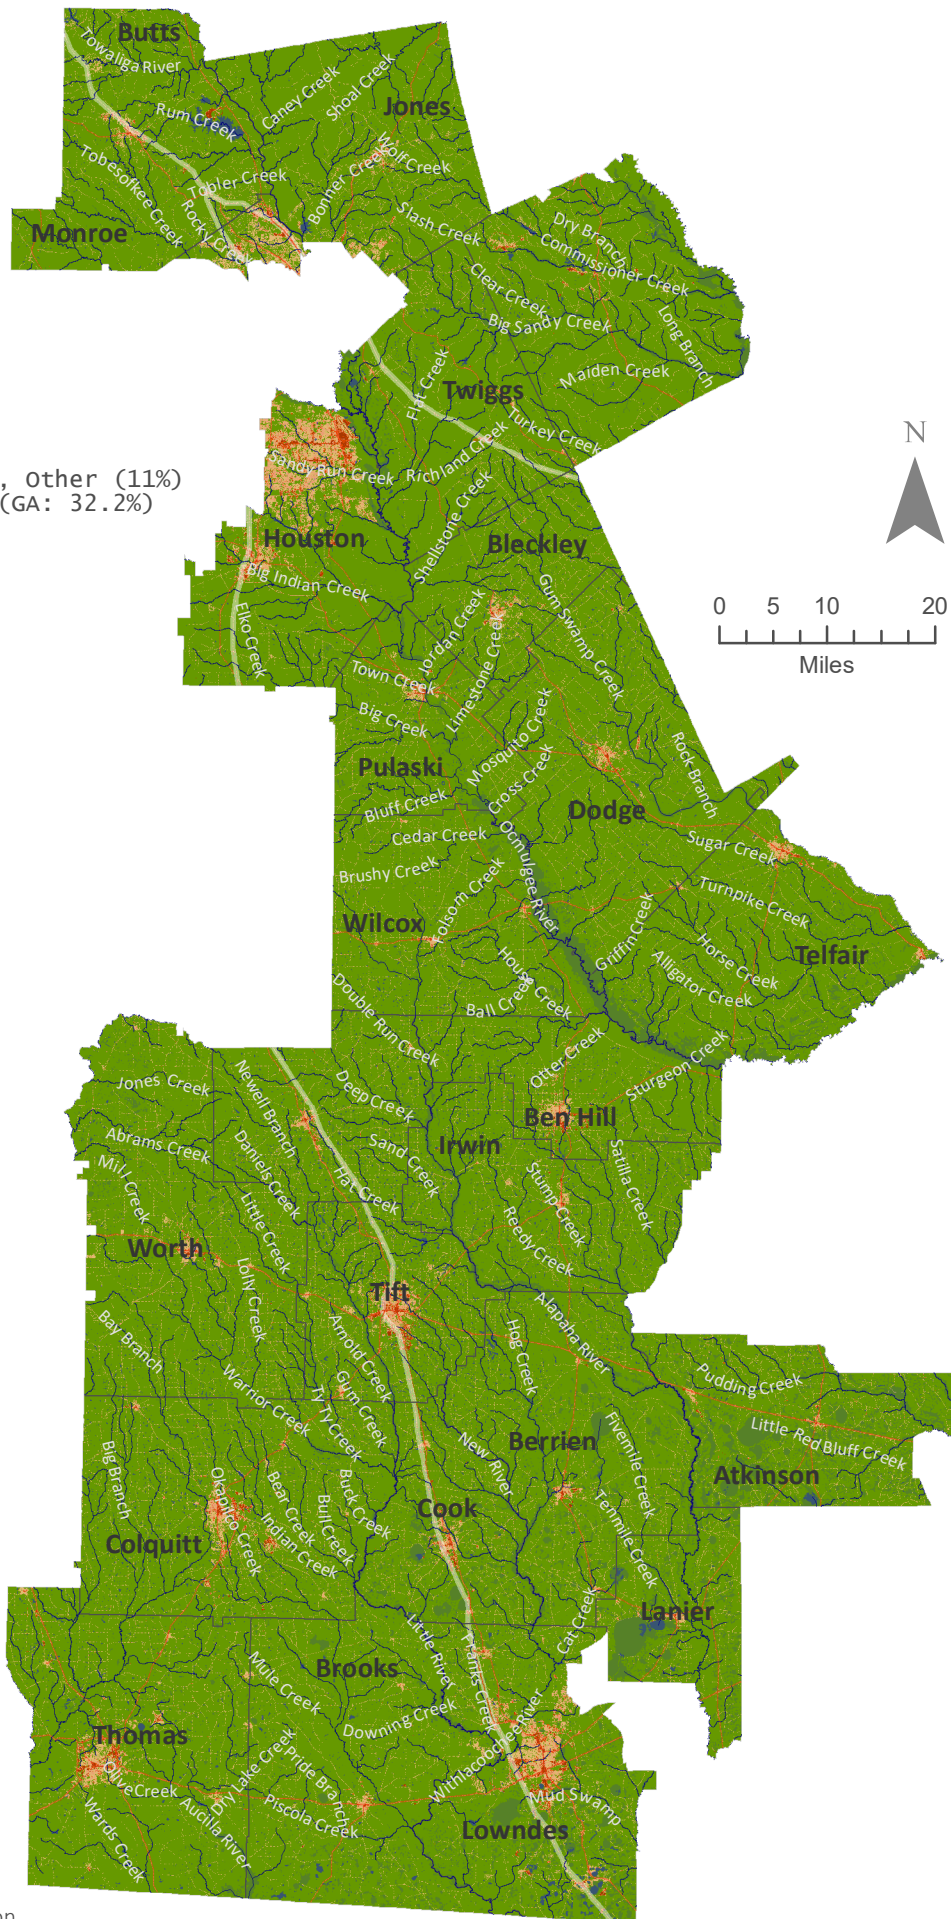 Butts
Towaliga River
Caney Creek
Shoal Creek
Jones
Rum Creek
Wolf Creek
Tobesofkee Creek
Tobler Creek
Bonner Creek
Rocky Creek
Monroe
Slash Creek
Dry Branch
Commissioner Creek
Clear Creek
Big Sandy Creek
Long Branch
Maiden Creek
Flat Creek
Twiggs
Turkey Creek
N
Sandy Run Creek
Richland Creek
, Other (11%)
(GA: 32.2%)
Shellstone Creek
Houston
Bleckley
Big Indian Creek
Gum Swamp Creek
0 5 10 20
Miles
Elko Creek
Jordan Creek
Limestone Creek
Town Creek
Big Creek
Mosquito Creek
Rock Branch
Pulaski
Cross Creek
Bluff Creek
Dodge
Cedar Creek
Ocmulgee River
Sugar Creek
Brushy Creek
Folsom Creek
Turnpike Creek
Wilcox
Griffin Creek
Horse Creek
Telfair
House Creek
Alligator Creek
Ball Creek
Double Run Creek
Otter Creek
Sturgeon Creek
Jones Creek
Newell Branch
Deep Creek
Ben Hill
Abrams Creek
Daniels Creek
Sand Creek
Irwin
Satilla Creek
Mill Creek
Flat Creek
Stump Creek
Little Creek
Reedy Creek
Worth
Lolly Creek
Tift
Alapaha River
Bay Branch
Arnold Creek
Hog Creek
Warrior Creek
Gum Creek
Ty Ty Creek
Pudding Creek
Little Red Bluff Creek
Berrien
Fivemile Creek
New River
Atkinson
Big Branch
Okapilco Creek
Bear Creek
Buck Creek
Bull Creek
Indian Creek
Cook
Tenmile Creek
Colquitt
Cat Creek
Lanier
Little River
Franks Creek
Brooks
Mule Creek
Downing Creek
Withlacoochee River
Thomas
Dry Lake Creek
Pride Branch
Olive Creek
Mud Swamp
Aucilla River
Piscola Creek
Wards Creek
Lowndes
on